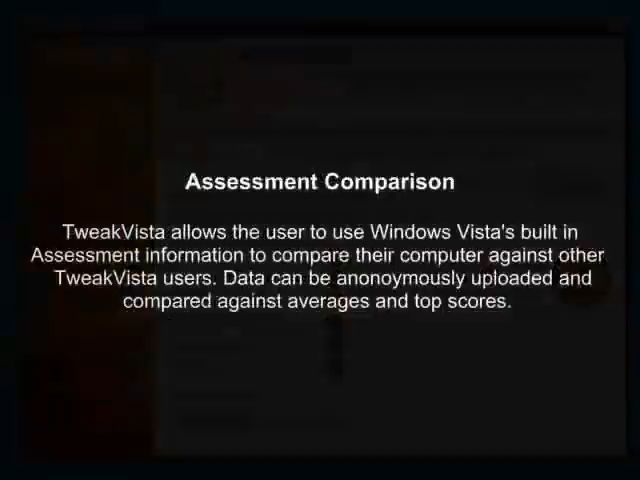 Assessment Comparison
TweakVista allows the user to use Windows Vista's built in
Assessment information to compare their computer against other
TweakVista users. Data can be anonoymously uploaded and
compared against averages and top scores.